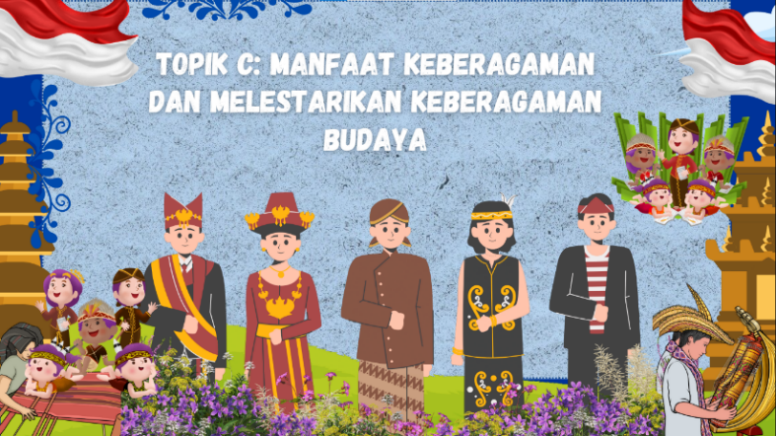 TOPIK C: MANFAAT KEBERAGAMAN
DAN MELESTARIKAN KEBERAGAMAN
BUDAYA